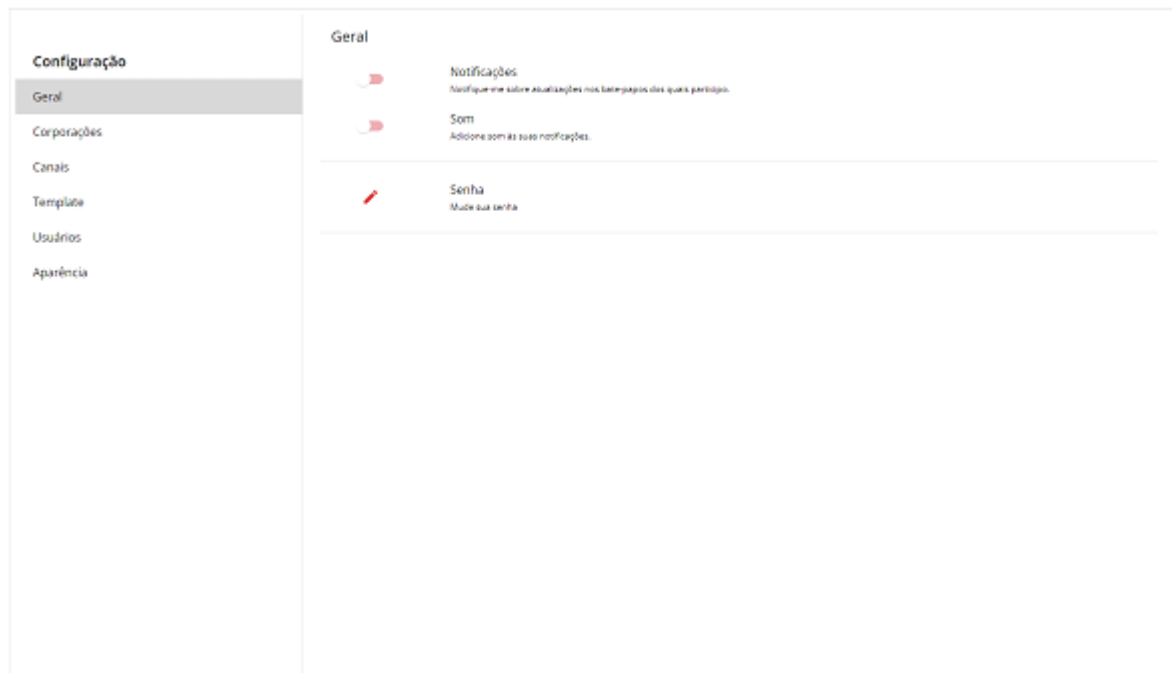 Configuração
Geral
Corporações
Canais
Template
Usuários
Aparência
Geral
Notificações
Notifique-me sobre atualizações nos bate-papos dos quais participo.
Som
Adicione som às suas notificações.
Senha
Mude sua senha